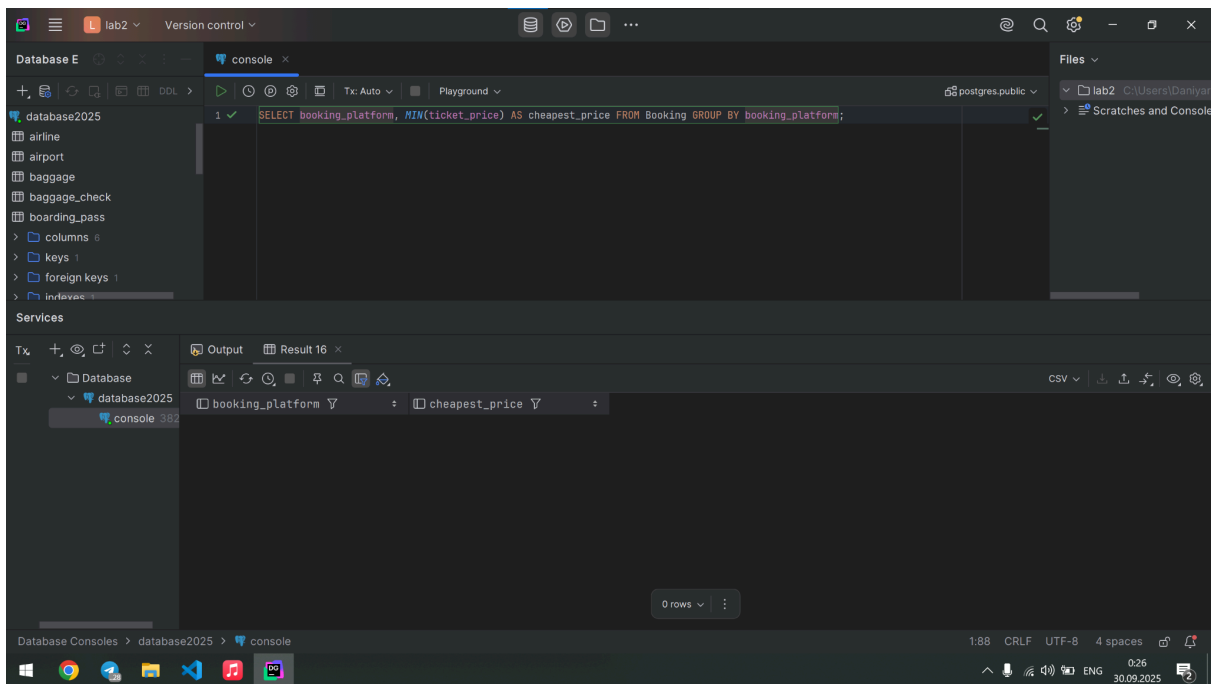 L lab2 Version control
Database E
console
Files
DDL
Tx: Auto
Playground
postgres.public
lab2 C:\Users\Daniyar
Scratches and Console
database2025
airline
airport
baggage
baggage_check
boarding_pass
columns 6
keys 1
foreign keys 1
indexes 1
1 SELECT booking_platform, MIN(ticket_price) AS cheapest_price FROM Booking GROUP BY booking_platform;
Services
Tx
Output
Result 16
CSV
Database
database2025
console 382
booking_platform
cheapest_price
0 rows
Database Consoles > database2025 > console
1:88 CRLF UTF-8 4 spaces
DG
ENG
0:26
30.09.2025
2